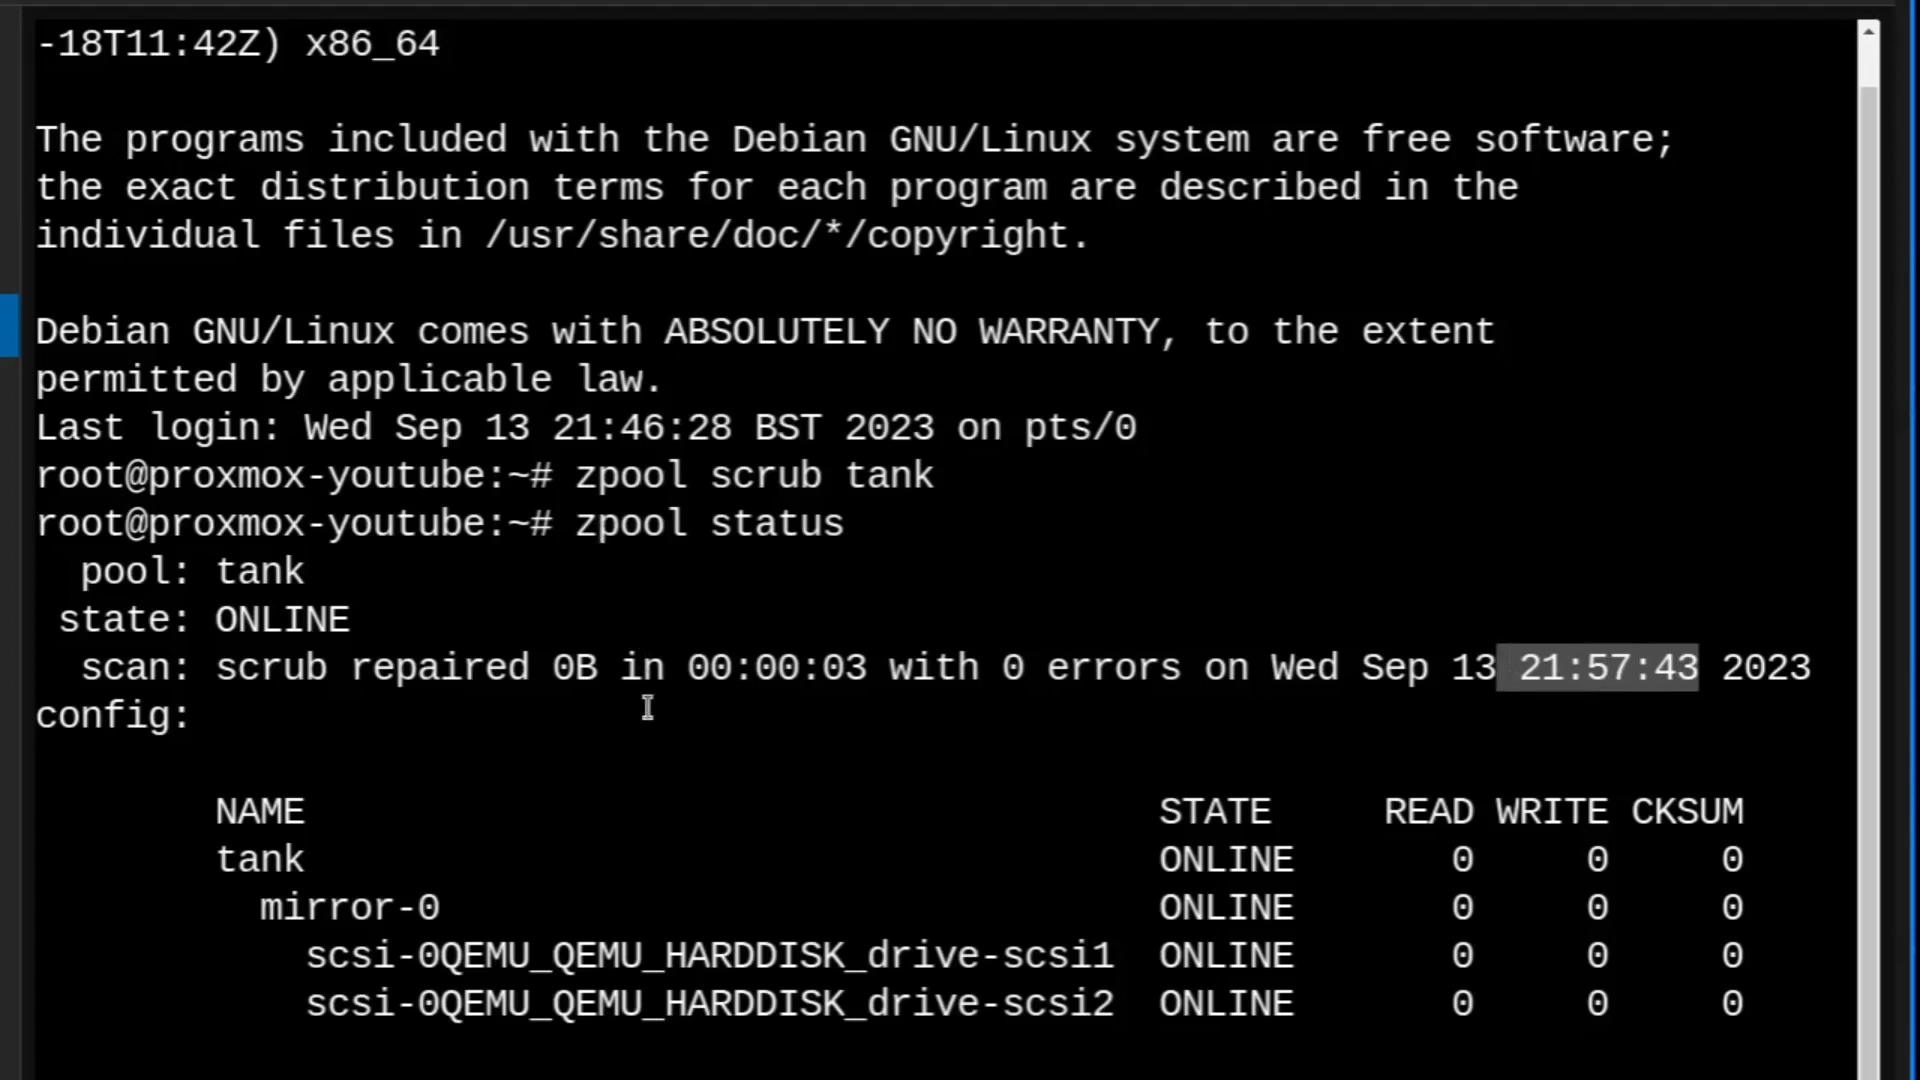 -18T11:42Z) x86_64
The programs included with the Debian GNU/Linux system are free software;
the exact distribution terms for each program are described in the
individual files in /usr/share/doc/*/copyright.
Debian GNU/Linux comes with ABSOLUTELY NO WARRANTY, to the extent
permitted by applicable law.
Last login: Wed Sep 13 21:46:28 BST 2023 on pts/0
root@proxmox-youtube:~# zpool scrub tank
root@proxmox-youtube:~# zpool status
  pool: tank
 state: ONLINE
  scan: scrub repaired 0B in 00:00:03 with 0 errors on Wed Sep 13 21:57:43 2023
config:
        NAME                                      STATE     READ WRITE CKSUM
        tank                                      ONLINE       0     0     0
          mirror-0                                ONLINE       0     0     0
            scsi-0QEMU_QEMU_HARDDISK_drive-scsi1  ONLINE       0     0     0
            scsi-0QEMU_QEMU_HARDDISK_drive-scsi2  ONLINE       0     0     0